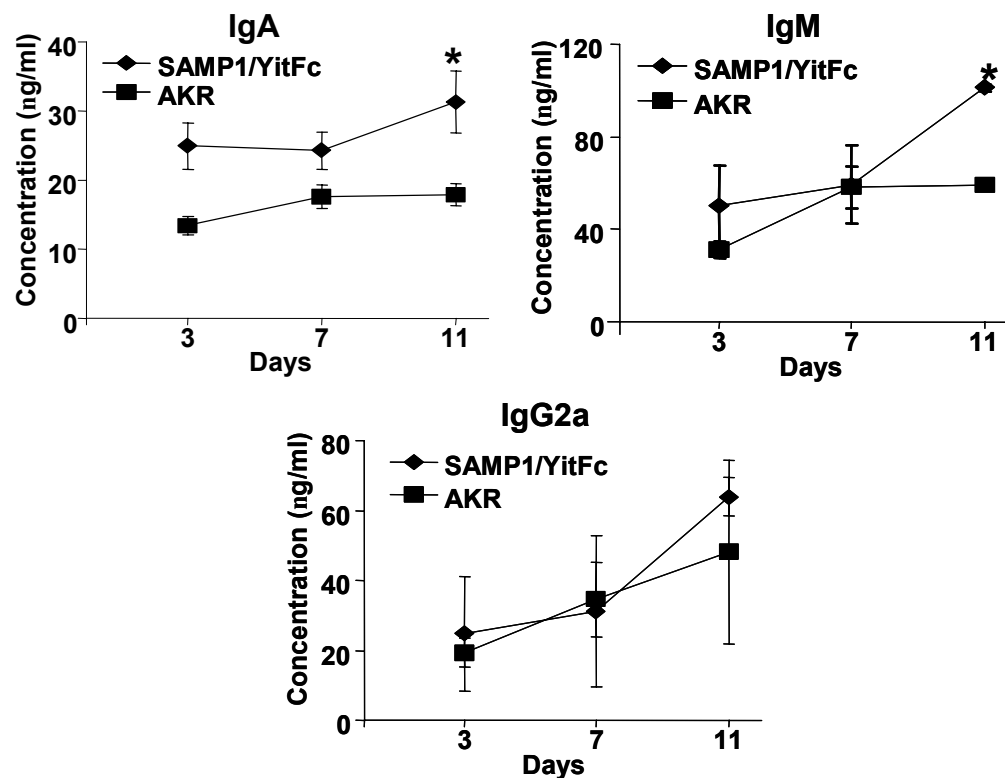 IgA
40
SAMP1/YitFc
AKR
*
30
20
10
0
Concentration (ng/ml)
3 7 11
Days
IgM
120
SAMP1/YitFc
AKR
*
80
40
0
Concentration (ng/ml)
3 7 11
Days
IgG2a
80
SAMP1/YitFc
AKR
60
40
20
0
Concentration (ng/ml)
3 7 11
Days